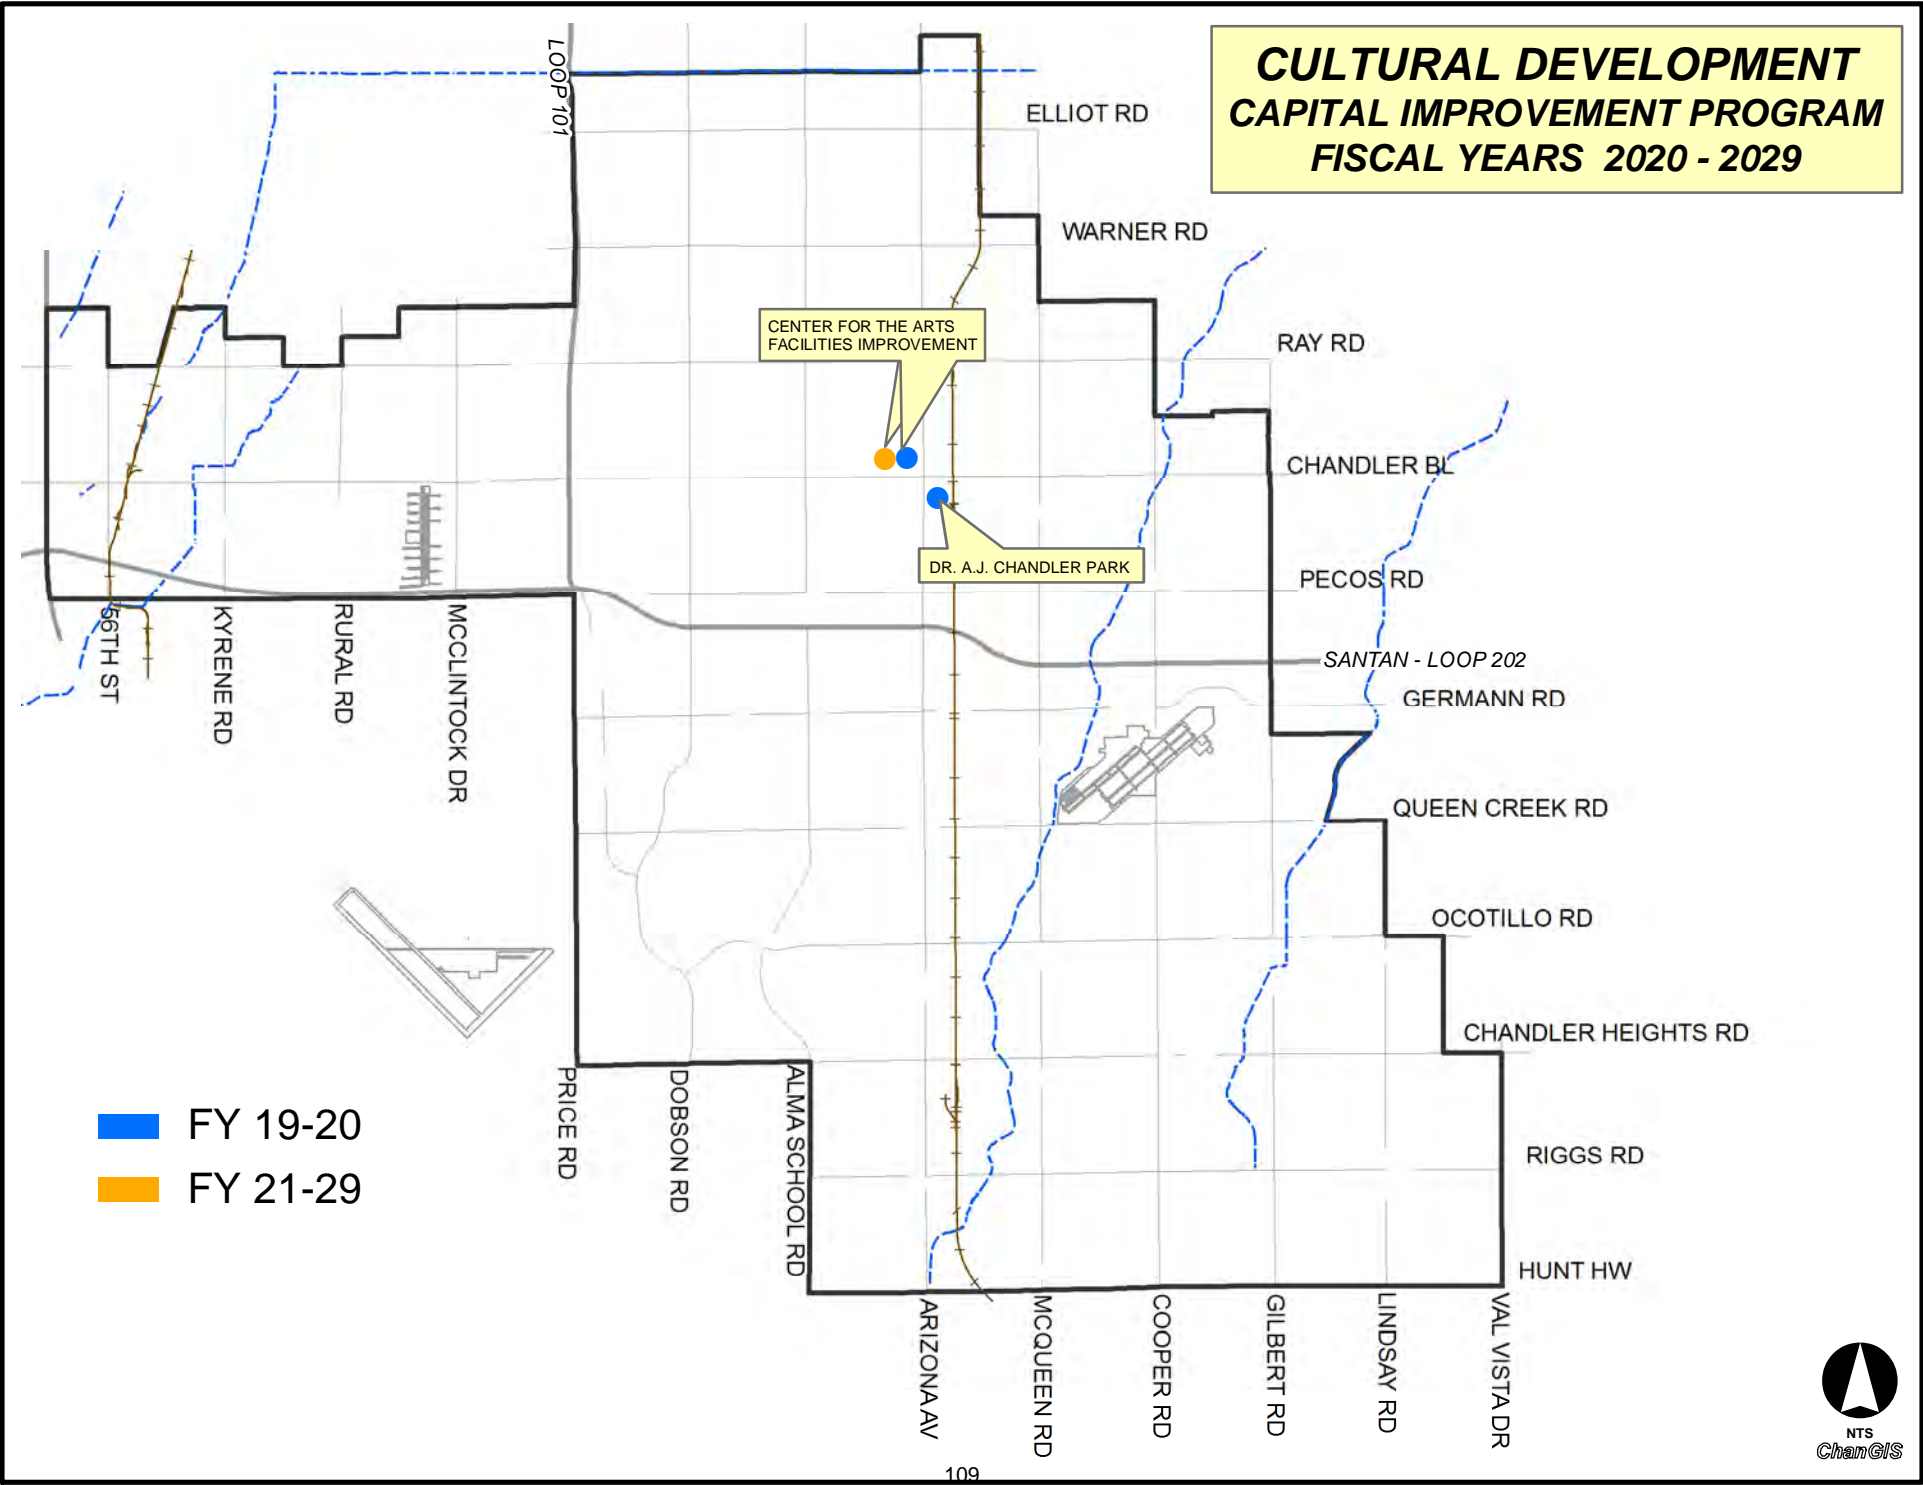 CULTURAL DEVELOPMENT
CAPITAL IMPROVEMENT PROGRAM
FISCAL YEARS 2020 - 2029
LOOP 101
ELLIOT RD
WARNER RD
CENTER FOR THE ARTS
FACILITIES IMPROVEMENT
RAY RD
CHANDLER BL
DR. A.J. CHANDLER PARK
PECOS RD
56TH ST
KYRENE RD
RURAL RD
MCCLINTOCK DR
SANTAN - LOOP 202
GERMANN RD
QUEEN CREEK RD
OCOTILLO RD
CHANDLER HEIGHTS RD
PRICE RD
DOBSON RD
ALMA SCHOOL RD
FY 19-20
FY 21-29
RIGGS RD
HUNT HW
ARIZONA AV
MCQUEEN RD
COOPER RD
GILBERT RD
LINDSAY RD
VAL VISTA DR
NTS
ChanGIS
109